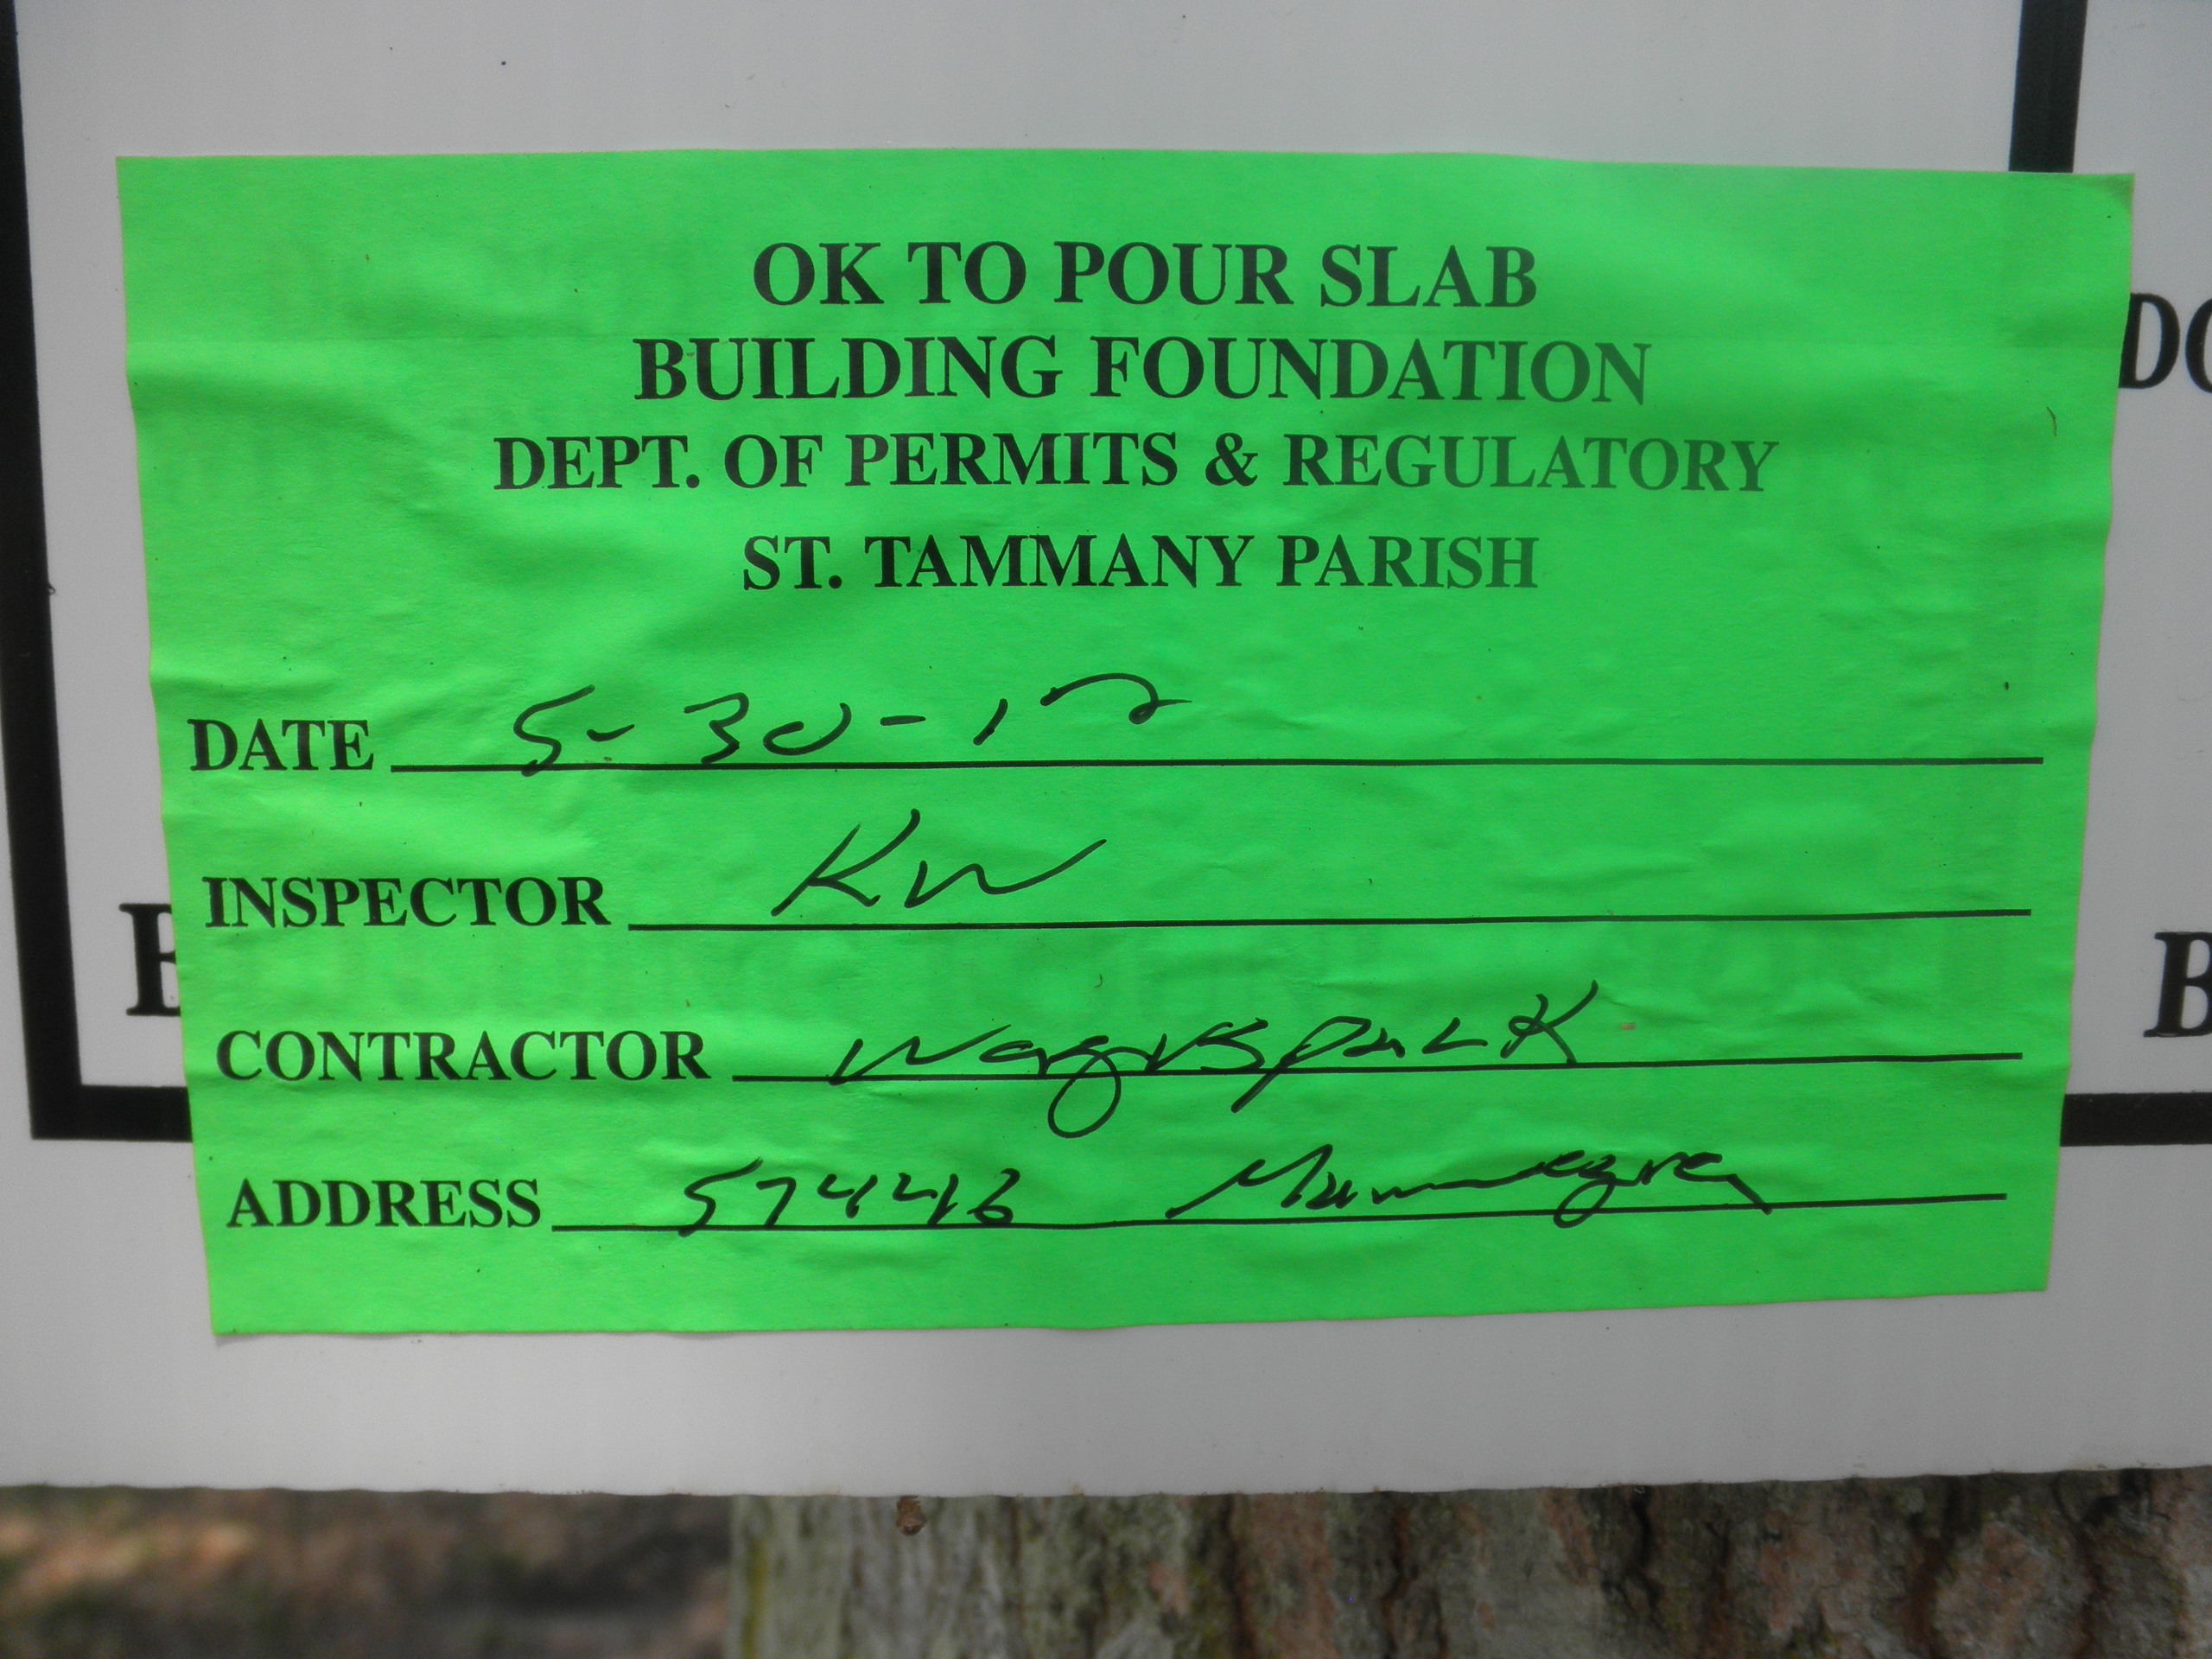 OK TO POUR SLAB
BUILDING FOUNDATION
DEPT. OF PERMITS & REGULATORY
ST. TAMMANY PARISH
DATE 5-30-12
INSPECTOR KW
CONTRACTOR
ADDRESS
DO
B